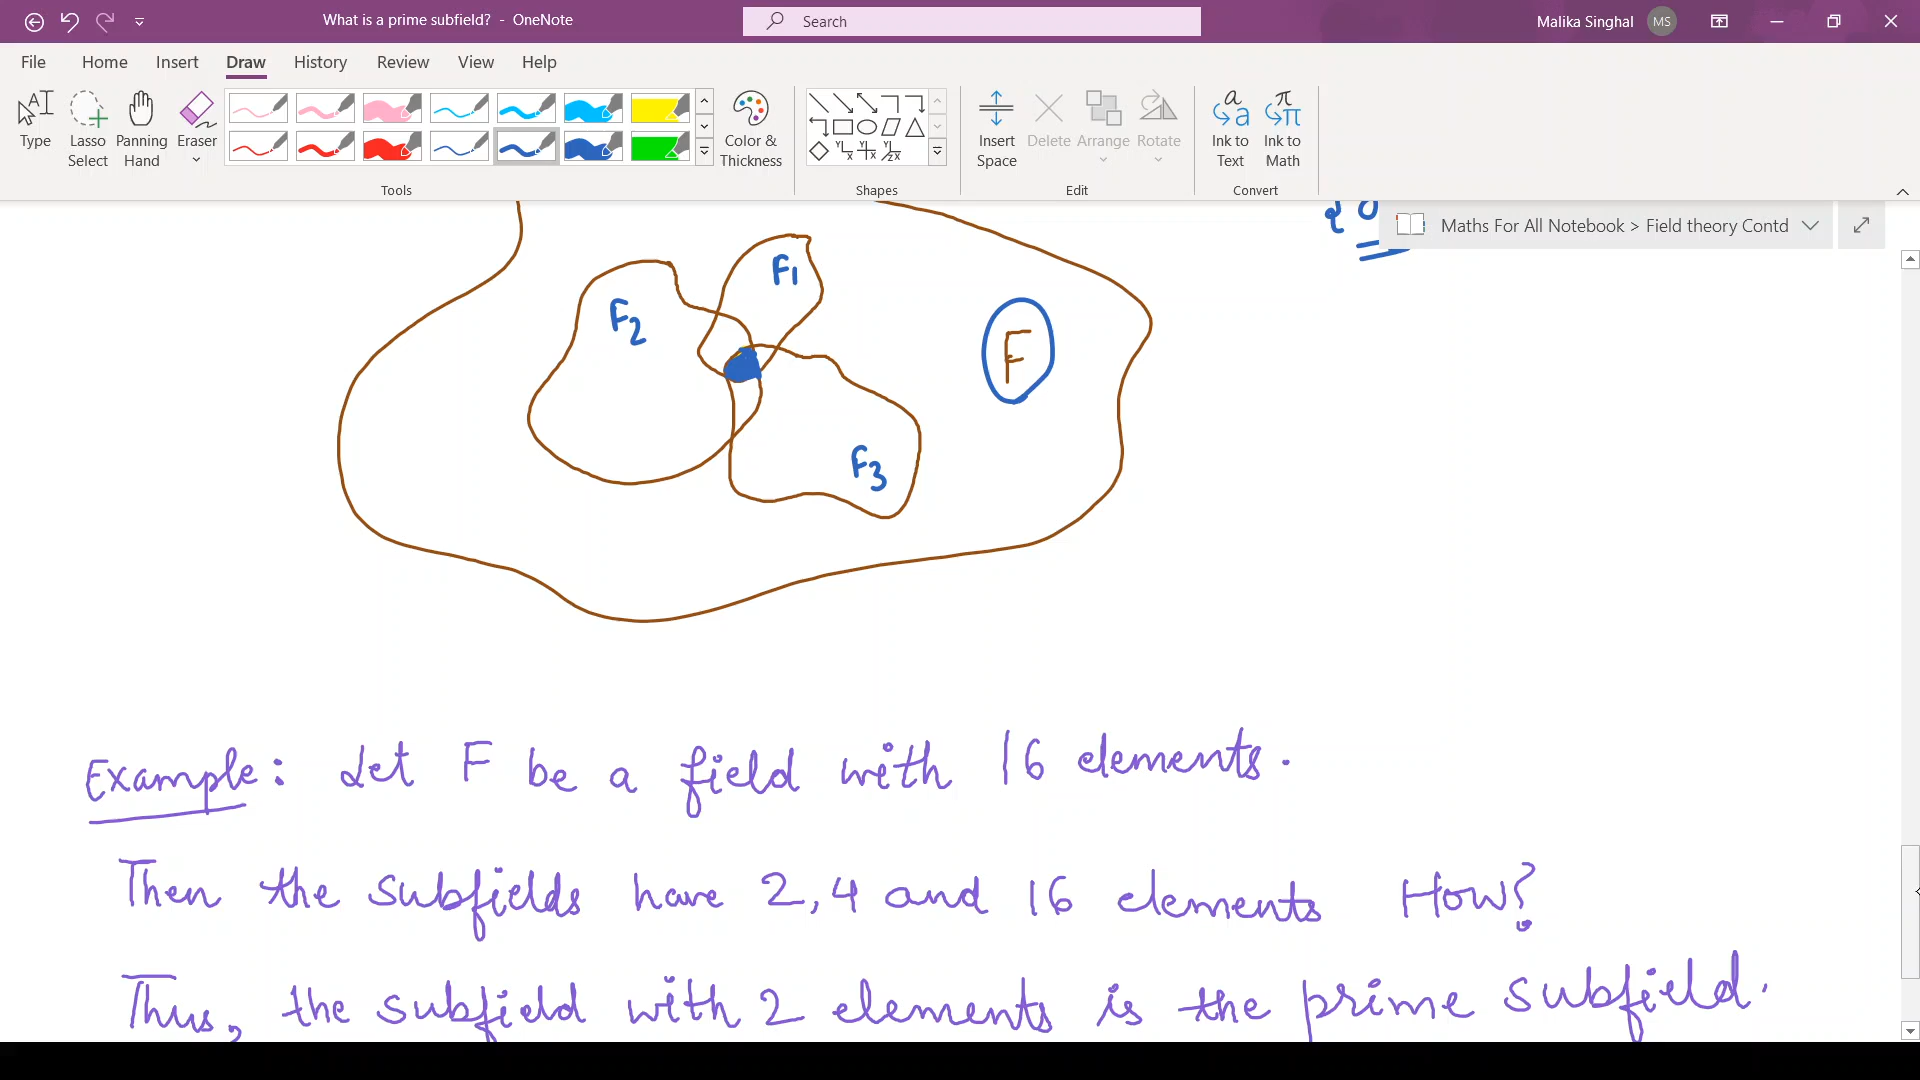 What is a prime subfield? - OneNote
Search
Malika Singhal MS
File Home Insert Draw History Review View Help
Type
Lasso Select
Panning Hand
Eraser
Color & Thickness
Insert Space
Delete
Arrange
Rotate
Ink to Text
Ink to Math
Tools Shapes Edit Convert
Maths For All Notebook > Field theory Contd
F1
F2
F
F3
Example: Let F be a field with 16 elements.
Then the subfields have 2, 4 and 16 elements How?
Thus, the subfield with 2 elements is the prime subfield.